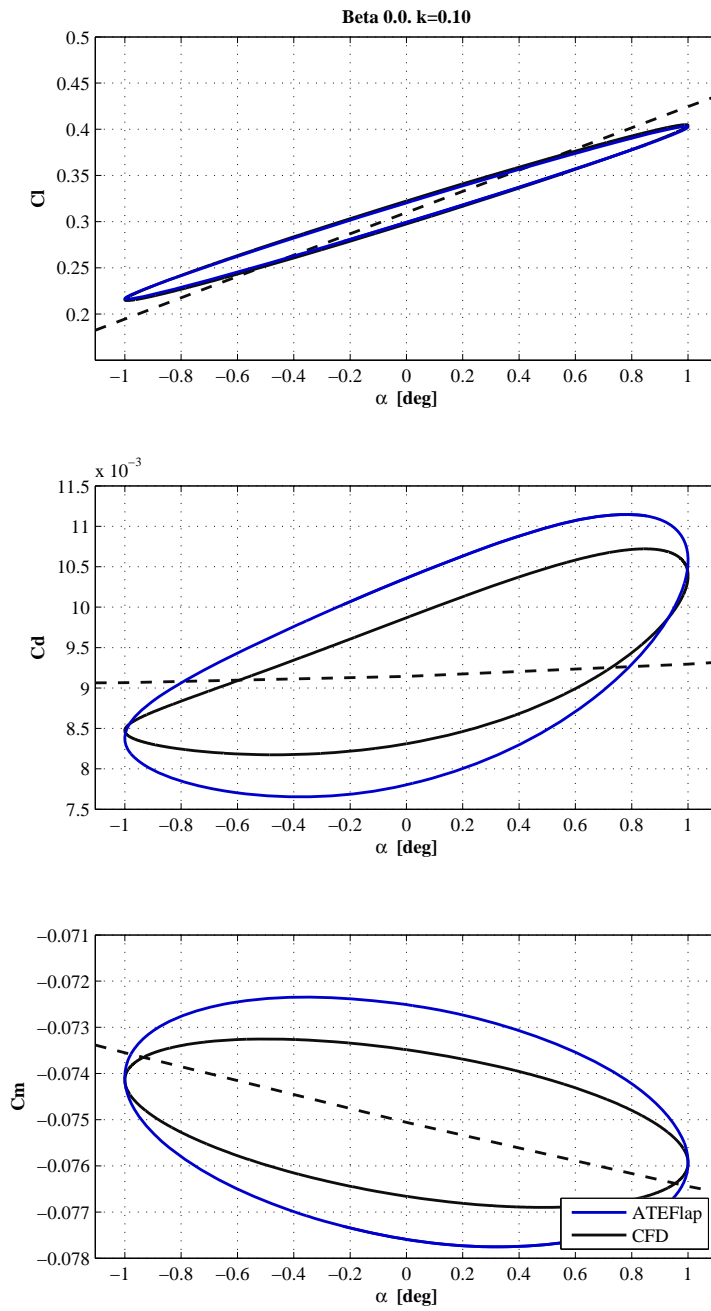 Beta 0.0. k=0.10
0.5
0.45
0.4
0.35
0.3
0.25
0.2
Cl
−1 −0.8 −0.6 −0.4 −0.2 0 0.2 0.4 0.6 0.8 1
α [deg]
x 10⁻³
11.5
11
10.5
10
9.5
9
8.5
8
7.5
Cd
−1 −0.8 −0.6 −0.4 −0.2 0 0.2 0.4 0.6 0.8 1
α [deg]
−0.071
−0.072
−0.073
−0.074
−0.075
−0.076
−0.077
−0.078
Cm
ATEFlap
CFD
−1 −0.8 −0.6 −0.4 −0.2 0 0.2 0.4 0.6 0.8 1
α [deg]